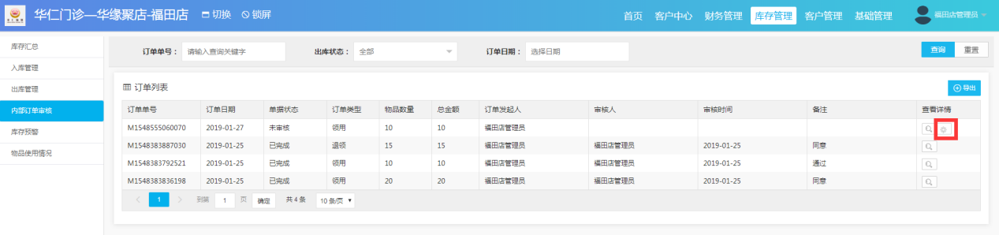 华仁门诊—华缘聚店-福田店 切换 锁屏 首页 客户中心 财务管理 库存管理 客户管理 基础管理 福田店管理员
库存汇总
入库管理
出库管理
内部订单审核
库存预警
物品使用情况
订单单号： 请输入查询关键字 出库状态： 全部 订单日期： 选择日期 查询 重置
订单列表 导出
订单单号 订单日期 单据状态 订单类型 物品数量 总金额 订单发起人 审核人 审核时间 备注 查看详情
M1548555060070 2019-01-27 未审核 领用 10 10 福田店管理员
M1548383887030 2019-01-25 已完成 退领 15 15 福田店管理员 福田店管理员 2019-01-25 同意
M1548383792521 2019-01-25 已完成 领用 10 10 福田店管理员 福田店管理员 2019-01-25 通过
M1548383836198 2019-01-25 已完成 领用 20 20 福田店管理员 福田店管理员 2019-01-25 同意
1 到第 1 页 确定 共 4 条 10 条/页